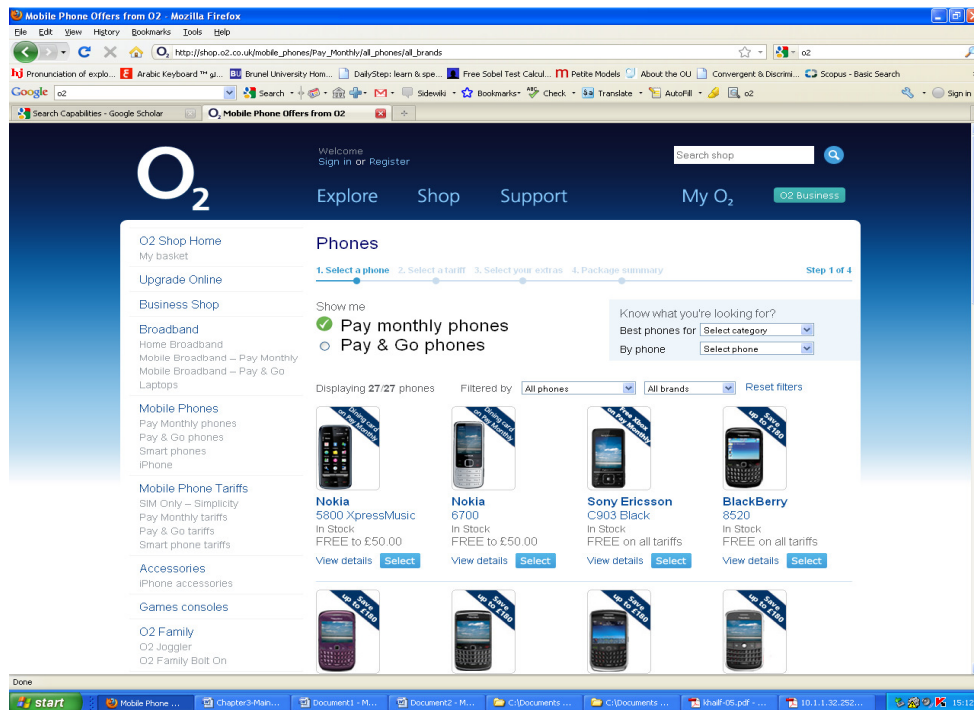 Mobile Phone Offers from O2 - Mozilla Firefox
File Edit View History Bookmarks Tools Help
http://shop.o2.co.uk/mobile_phones/Pay_Monthly/all_phones/all_brands
o2
Pronunciation of explo... Arabic Keyboard ™ Brunel University Hom... DailyStep: learn & spe... Free Sobel Test Calcul... Petite Models About the OU Convergent & Discrimi... Scopus - Basic Search
Google o2 Search Sidewiki Bookmarks Check Translate AutoFill o2 Sign in
Search Capabilities - Google Scholar
Mobile Phone Offers from O2
O2
Welcome
Sign in or Register
Search shop
Explore Shop Support My O2 O2 Business
O2 Shop Home
My basket
Upgrade Online
Business Shop
Broadband
Home Broadband
Mobile Broadband – Pay Monthly
Mobile Broadband – Pay & Go
Laptops
Mobile Phones
Pay Monthly phones
Pay & Go phones
Smart phones
iPhone
Mobile Phone Tariffs
SIM Only – Simplicity
Pay Monthly tariffs
Pay & Go tariffs
Smart phone tariffs
Accessories
iPhone accessories
Games consoles
O2 Family
O2 Joggler
O2 Family Bolt On
Phones
1. Select a phone 2. Select a tariff 3. Select your extras 4. Package summary Step 1 of 4
Show me
Pay monthly phones
Pay & Go phones
Know what you're looking for?
Best phones for Select category
By phone Select phone
Displaying 27/27 phones Filtered by All phones All brands Reset filters
Dining card
on Pay Monthly
Nokia
5800 XpressMusic
In Stock
FREE to £50.00
View details Select
Dining card
on Pay Monthly
Nokia
6700
In Stock
FREE to £50.00
View details Select
Free Xbox
on Pay Monthly
Sony Ericsson
C903 Black
In Stock
FREE on all tariffs
View details Select
Save
up to £180
BlackBerry
8520
In Stock
FREE on all tariffs
View details Select
Save
up to £180
Save
up to £180
Save
up to £180
Save
up to £180
Done
start Mobile Phone ... Chapter3-Main... Document1 - M... Document2 - M... C:\Documents ... C:\Documents ... khalif-05.pdf - ... 10.1.1.32.252... 15:12